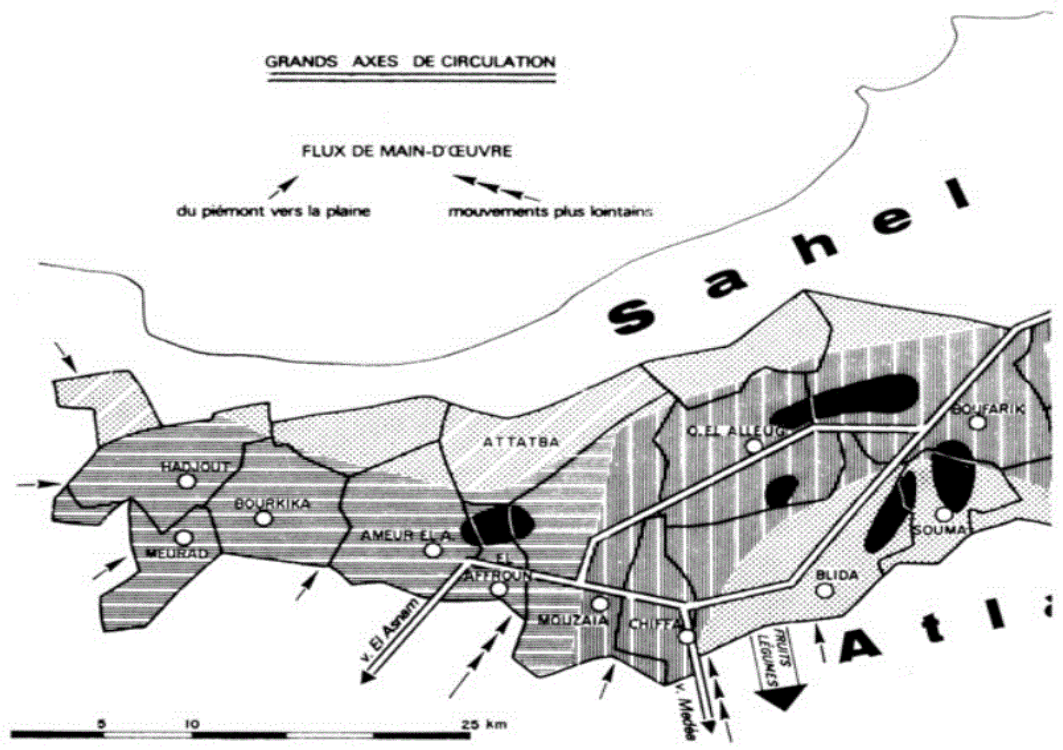 GRANDS AXES DE CIRCULATION
FLUX DE MAIN-D'ŒUVRE
du piémont vers la plaine
mouvements plus lointains
Sahel
ATTATBA
O. EL ALLEUG
BOUFARIK
HADJOUT
BOURKIKA
MEURAD
AMEUR EL A.
EL
AFFROUN
MOUZAIA
CHIFFA
BLIDA
SOUMA
v. El Asnam
v. Medéa
FRUITS
LÉGUMES
Atla
5 10 25 km